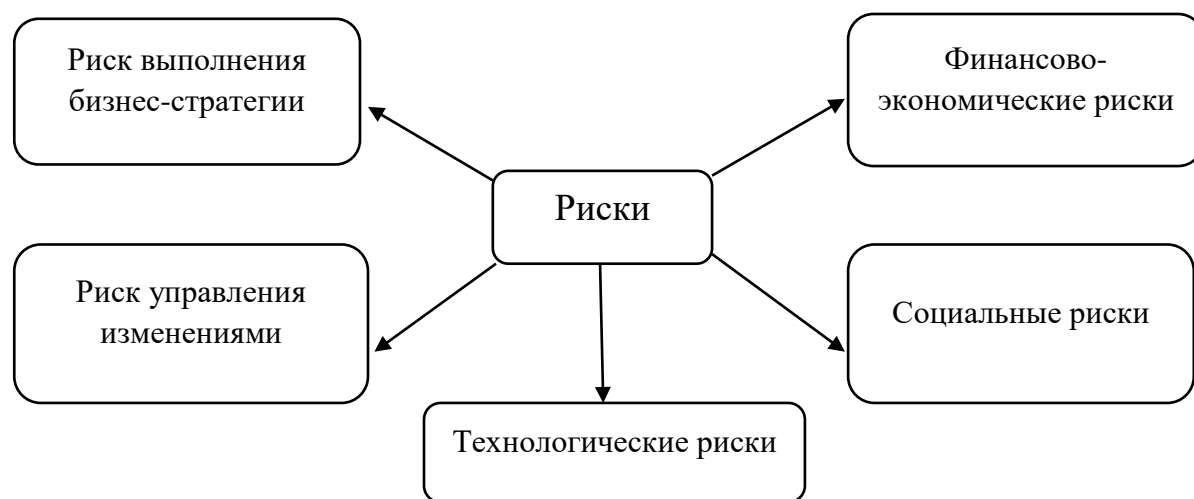 Риск выполнения
бизнес-стратегии
Финансово-
экономические риски
Риски
Риск управления
изменениями
Социальные риски
Технологические риски